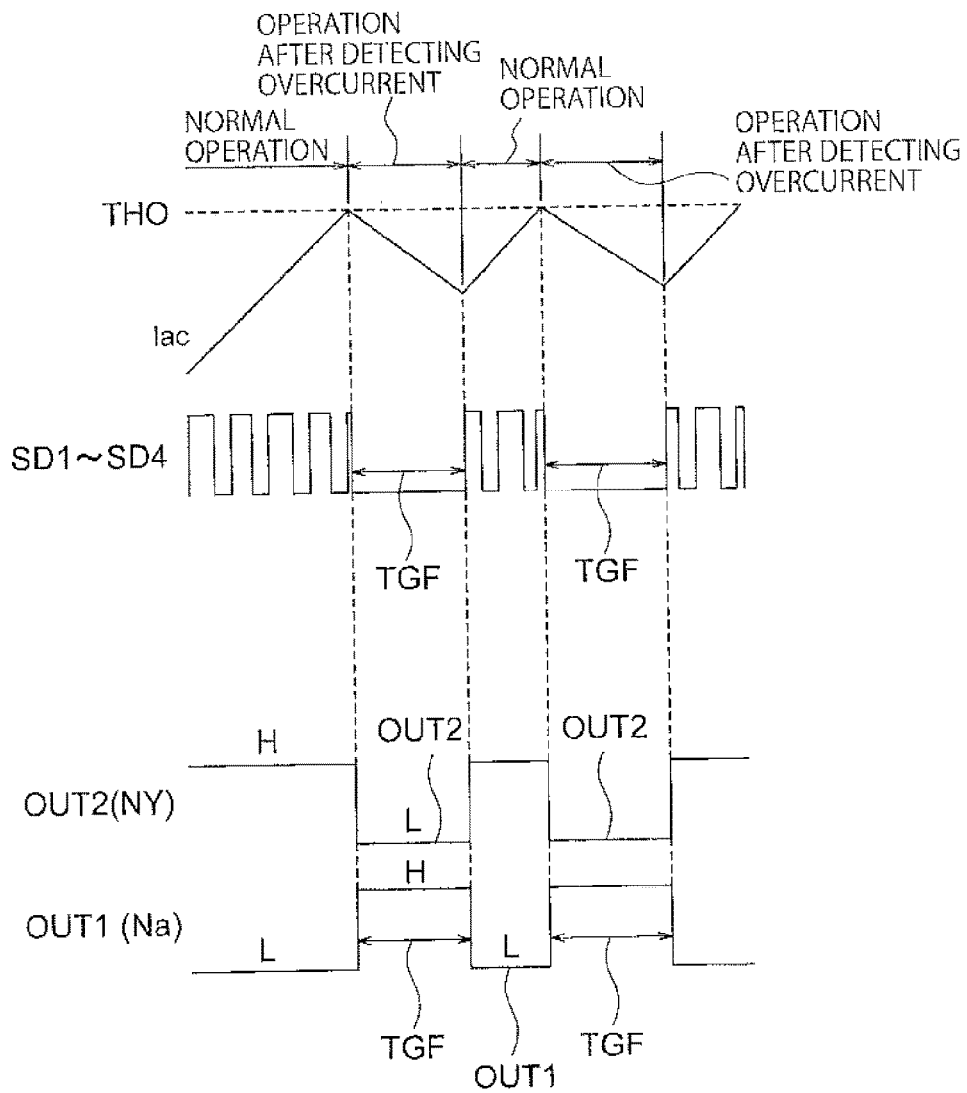 OPERATION
AFTER DETECTING
OVERCURRENT
NORMAL
OPERATION
NORMAL
OPERATION
OPERATION
AFTER DETECTING
OVERCURRENT
THO
Iac
SD1～SD4
TGF
TGF
H
OUT2
OUT2
OUT2(NY)
L
H
OUT1 (Na)
L
L
TGF
TGF
OUT1